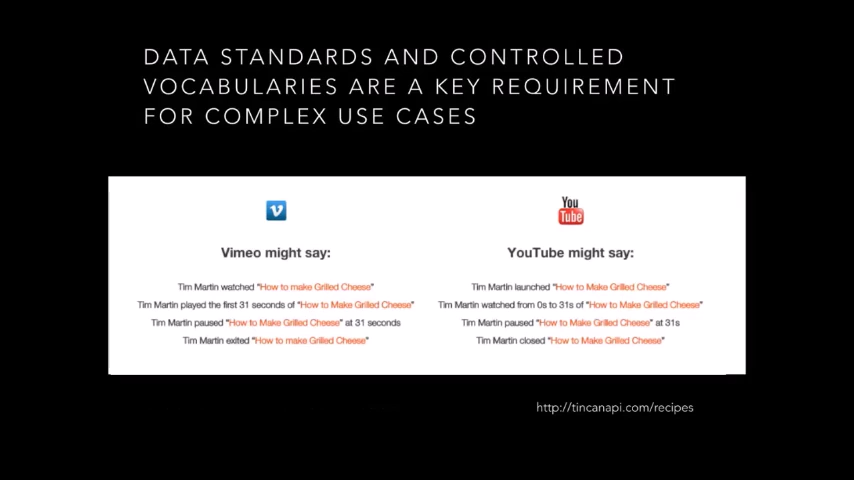 DATA STANDARDS AND CONTROLLED
VOCABULARIES ARE A KEY REQUIREMENT
FOR COMPLEX USE CASES
You
Tube
Vimeo might say:
Tim Martin watched "How to make Grilled Cheese"
Tim Martin played the first 31 seconds of "How to Make Grilled Cheese"
Tim Martin paused "How to Make Grilled Cheese" at 31 seconds
Tim Martin exited "How to make Grilled Cheese"
YouTube might say:
Tim Martin launched "How to Make Grilled Cheese"
Tim Martin watched from 0s to 31s of "How to Make Grilled Cheese"
Tim Martin paused "How to Make Grilled Cheese" at 31s
Tim Martin closed "How to Make Grilled Cheese"
http://tincanapi.com/recipes